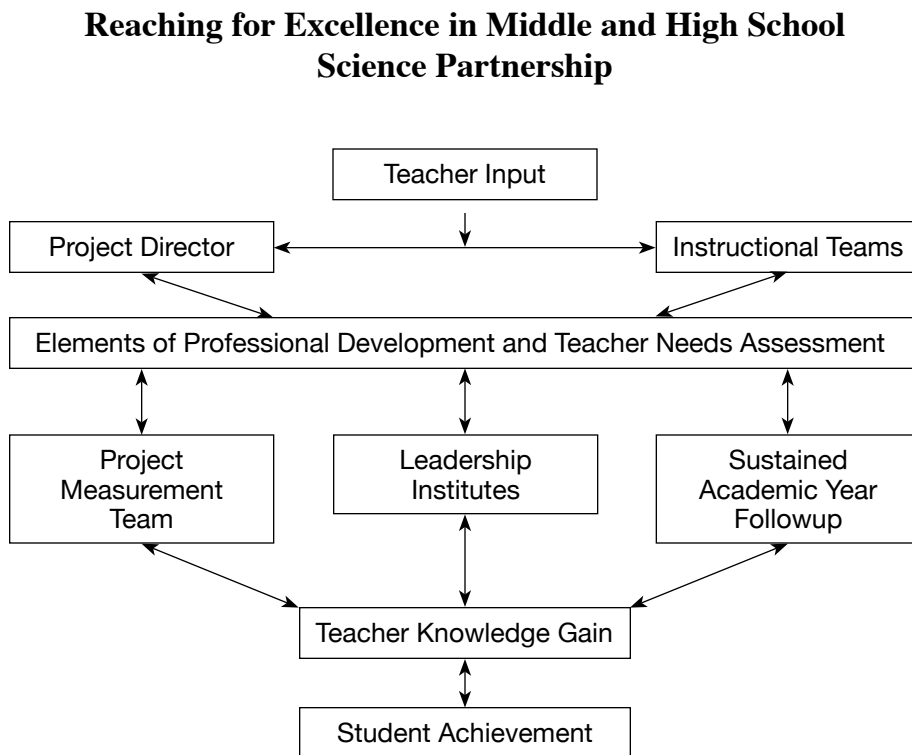 Reaching for Excellence in Middle and High School
Science Partnership
Teacher Input
Project Director
Instructional Teams
Elements of Professional Development and Teacher Needs Assessment
Project
Measurement
Team
Leadership
Institutes
Sustained
Academic Year
Followup
Teacher Knowledge Gain
Student Achievement